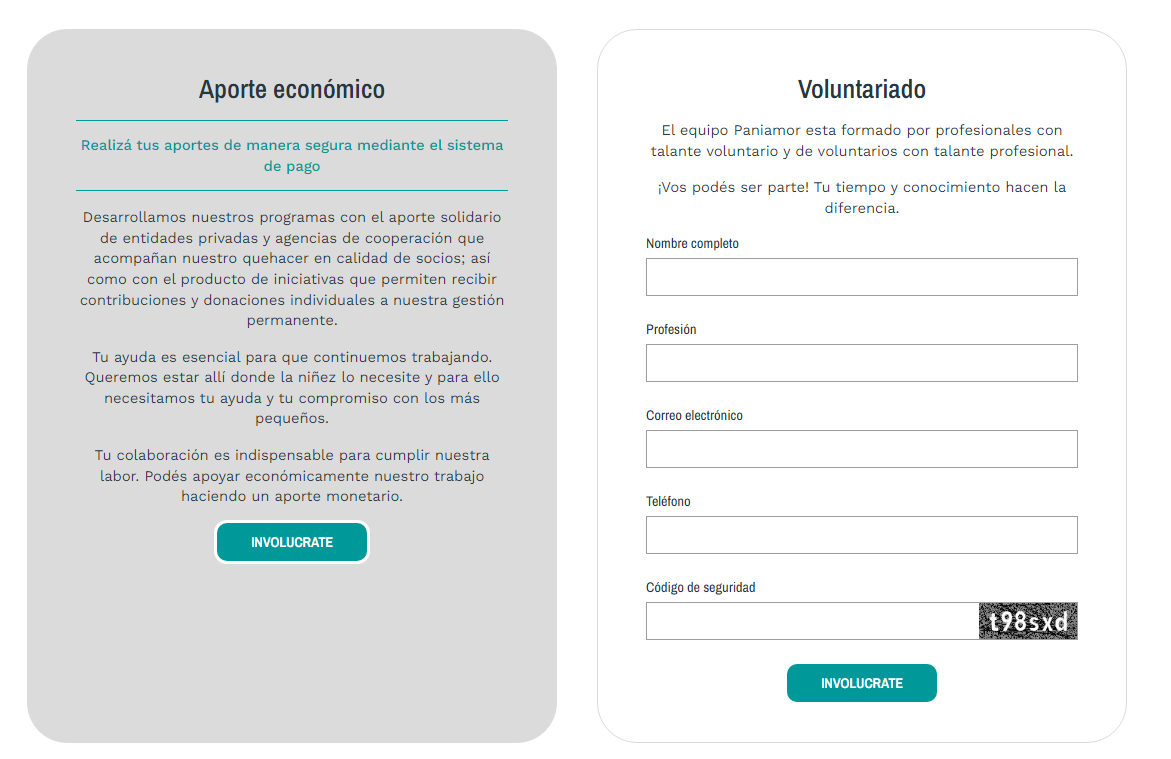 Aporte económico
Realizá tus aportes de manera segura mediante el sistema
de pago
Desarrollamos nuestros programas con el aporte solidario
de entidades privadas y agencias de cooperación que
acompañan nuestro quehacer en calidad de socios; así
como con el producto de iniciativas que permiten recibir
contribuciones y donaciones individuales a nuestra gestión
permanente.
Tu ayuda es esencial para que continuemos trabajando.
Queremos estar allí donde la niñez lo necesite y para ello
necesitamos tu ayuda y tu compromiso con los más
pequeños.
Tu colaboración es indispensable para cumplir nuestra
labor. Podés apoyar económicamente nuestro trabajo
haciendo un aporte monetario.
INVOLUCRATE
Voluntariado
El equipo Paniamor esta formado por profesionales con
talante voluntario y de voluntarios con talante profesional.
¡Vos podés ser parte! Tu tiempo y conocimiento hacen la
diferencia.
Nombre completo
Profesión
Correo electrónico
Teléfono
Código de seguridad
t98sxd
INVOLUCRATE